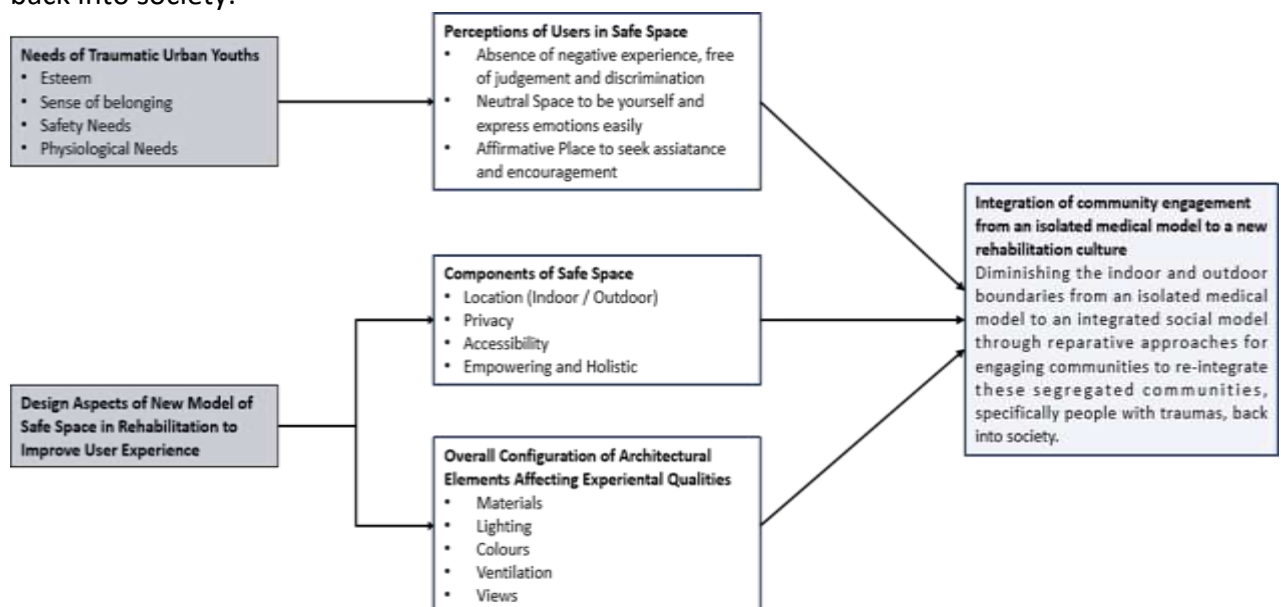 back into society.
Needs of Traumatic Urban Youths
• Esteem
• Sense of belonging
• Safety Needs
• Physiological Needs
Perceptions of Users in Safe Space
• Absence of negative experience, free
of judgement and discrimination
• Neutral Space to be yourself and
express emotions easily
• Affirmative Place to seek assiatance
and encouragement
Components of Safe Space
• Location (Indoor / Outdoor)
• Privacy
• Accessibility
• Empowering and Holistic
Design Aspects of New Model of
Safe Space in Rehabilitation to
Improve User Experience
Overall Configuration of Architectural
Elements Affecting Experiental Qualities
• Materials
• Lighting
• Colours
• Ventilation
• Views
Integration of community engagement
from an isolated medical model to a new
rehabilitation culture
Diminishing the indoor and outdoor
boundaries from an isolated medical
model to an integrated social model
through reparative approaches for
engaging communities to re-integrate
these segregated communities,
specifically people with traumas, back
into society.